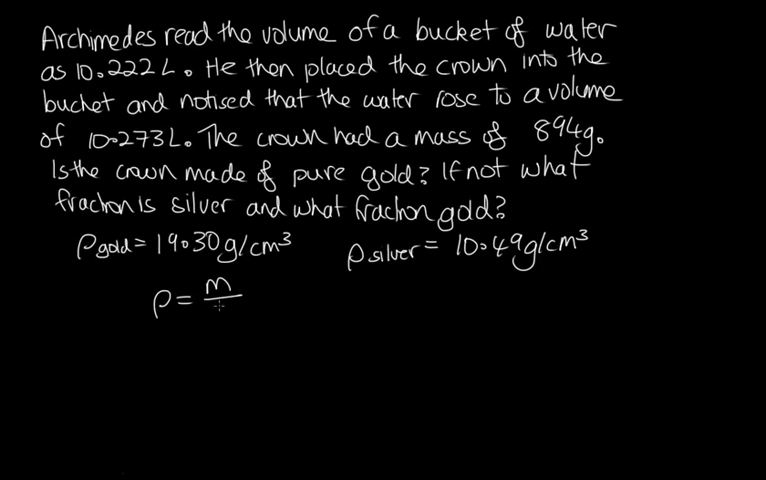 Archimedes read the volume of a bucket of water
as 10.222 L. He then placed the crown into the
bucket and notised that the water rose to a volume
of 10.273 L. The crown had a mass of 894g.
Is the crown made of pure gold? If not what
fraction is silver and what fraction gold?
ρgold = 19.30 g/cm³ ρsilver = 10.49 g/cm³
ρ = m/